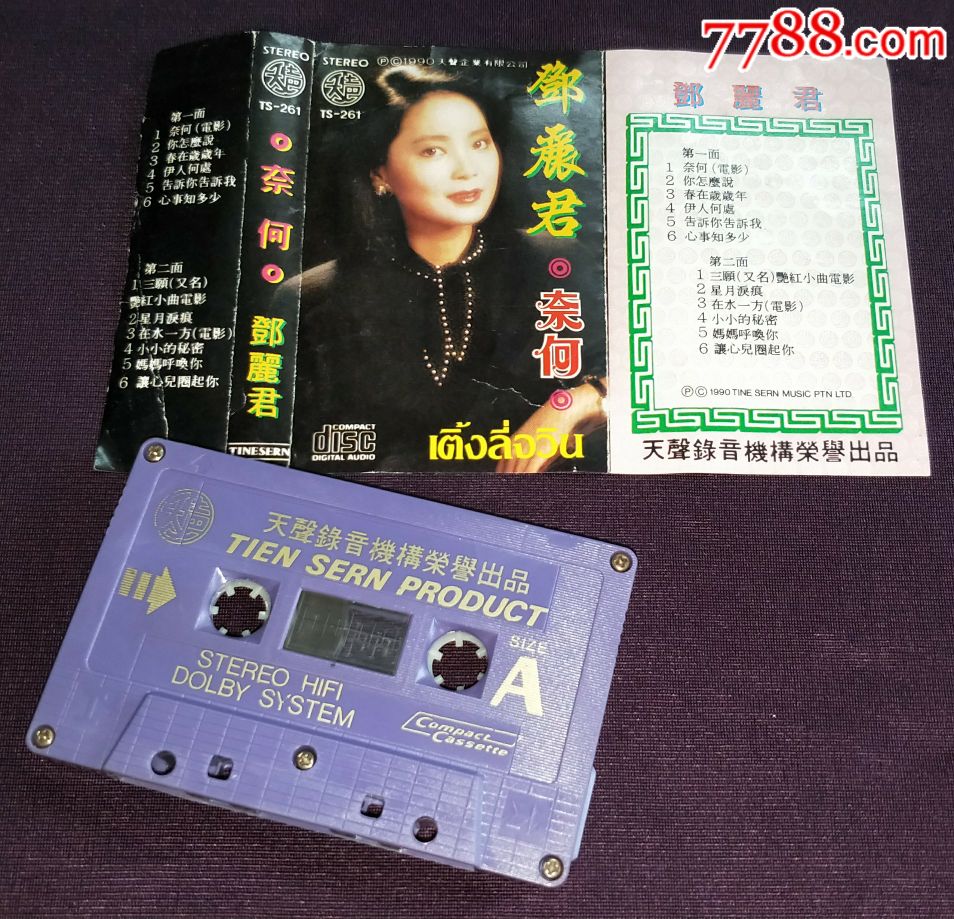 7788.com
第一面
1 奈何(電影)
2 你怎麼說
3 春在歲歲年
4 伊人何處
5 告訴你告訴我
6 心事知多少
第二面
1 三願(又名)
艷紅小曲電影
2 星月淚痕
3 在水一方(電影)
4 小小的秘密
5 媽媽呼喚你
6 讓心兒圈起你
STEREO
TS-261
奈何
鄧麗君
TINESERN
STEREO
TS-261
ⓅⒸ1990天聲企業有限公司
鄧麗君
奈何
COMPACT
disc
DIGITAL AUDIO
เติ้งลี่จวิน
鄧麗君
第一面
1 奈何(電影)
2 你怎麼說
3 春在歲歲年
4 伊人何處
5 告訴你告訴我
6 心事知多少
第二面
1 三願(又名)艷紅小曲電影
2 星月淚痕
3 在水一方(電影)
4 小小的秘密
5 媽媽呼喚你
6 讓心兒圈起你
ⓅⒸ1990 TINE SERN MUSIC PTN LTD.
天聲錄音機構榮譽出品
天聲錄音機構榮譽出品
TIEN SERN PRODUCT
SIZE
A
STEREO HIFI
DOLBY SYSTEM
Compact
Cassette